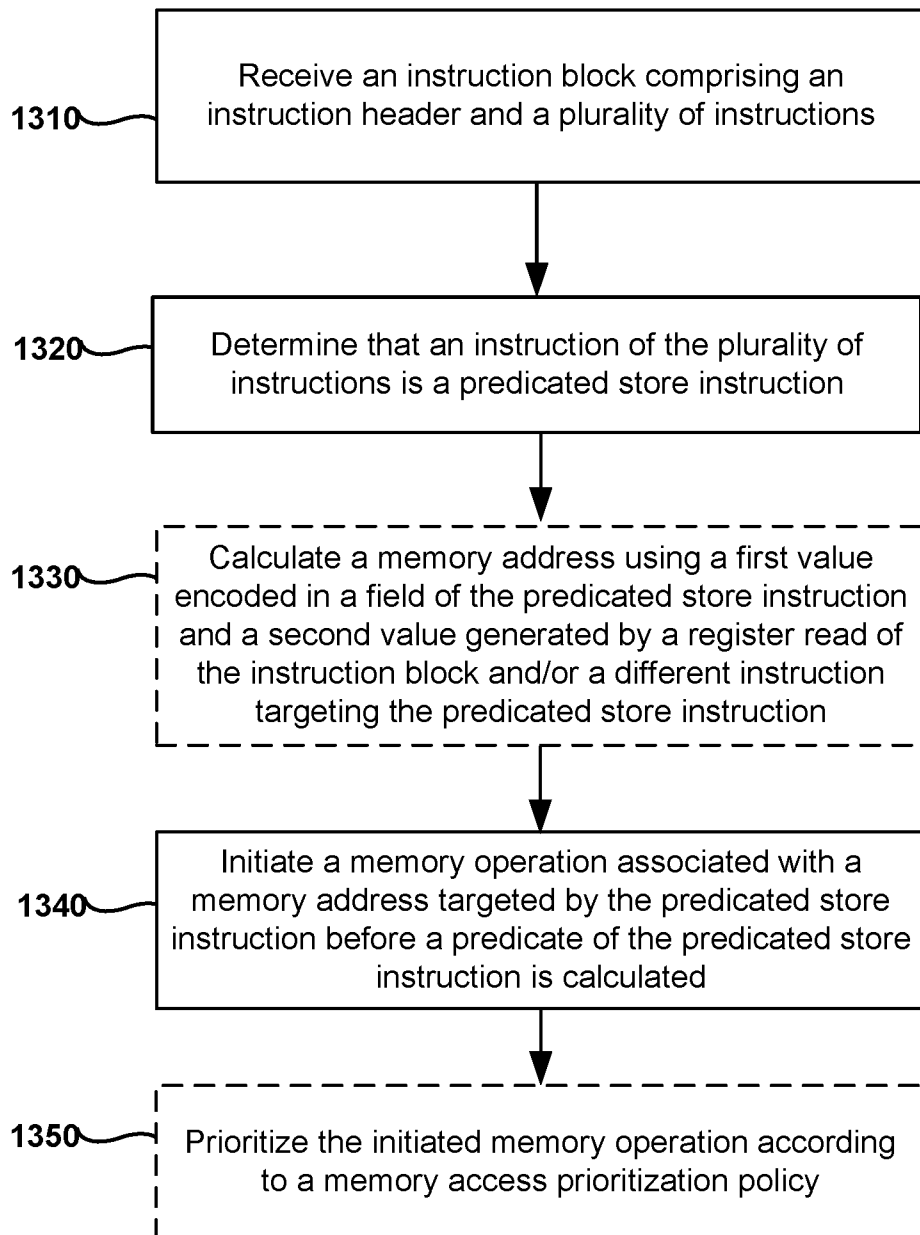 1310
Receive an instruction block comprising an
instruction header and a plurality of instructions
1320
Determine that an instruction of the plurality of
instructions is a predicated store instruction
1330
Calculate a memory address using a first value
encoded in a field of the predicated store instruction
and a second value generated by a register read of
the instruction block and/or a different instruction
targeting the predicated store instruction
1340
Initiate a memory operation associated with a
memory address targeted by the predicated store
instruction before a predicate of the predicated store
instruction is calculated
1350
Prioritize the initiated memory operation according
to a memory access prioritization policy